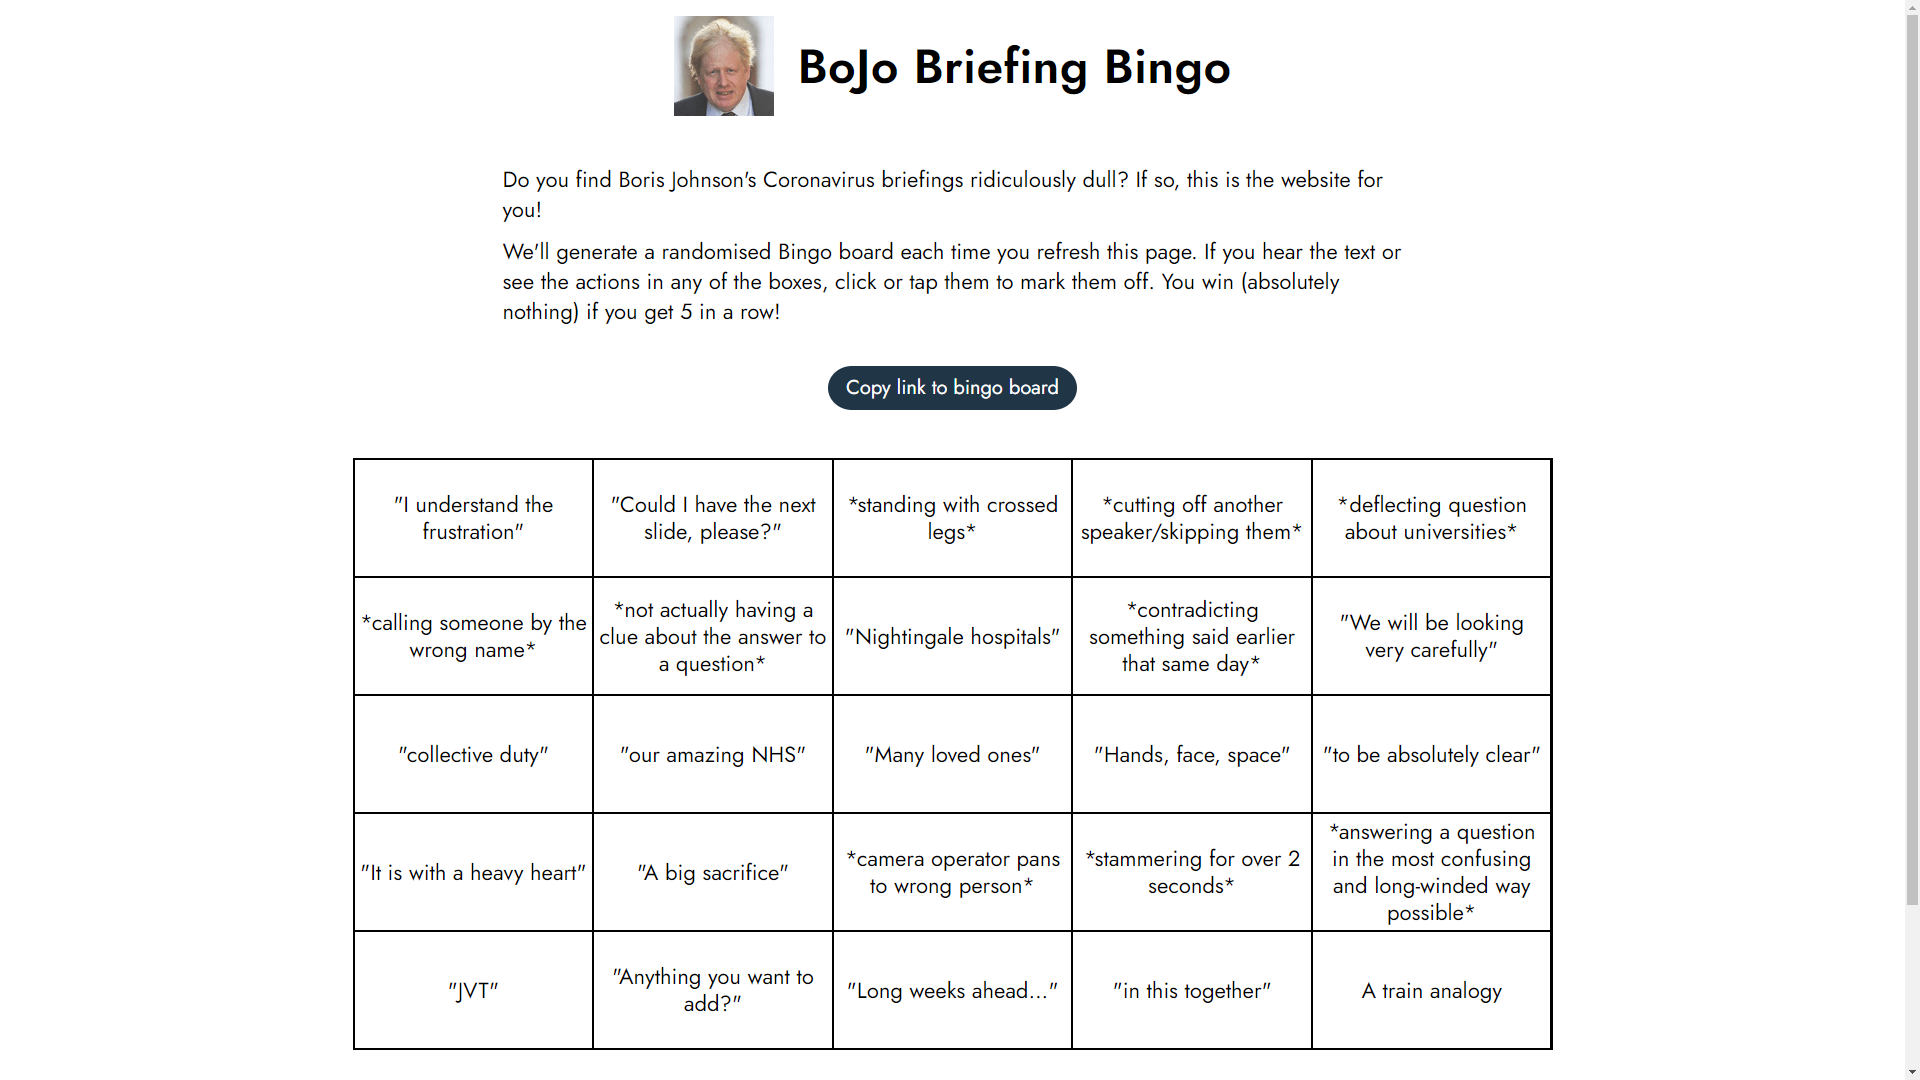 BoJo Briefing Bingo
Do you find Boris Johnson's Coronavirus briefings ridiculously dull? If so, this is the website for
you!
We'll generate a randomised Bingo board each time you refresh this page. If you hear the text or
see the actions in any of the boxes, click or tap them to mark them off. You win (absolutely
nothing) if you get 5 in a row!
Copy link to bingo board
"I understand the
frustration"
"Could I have the next
slide, please?"
*standing with crossed
legs*
*cutting off another
speaker/skipping them*
*deflecting question
about universities*
*calling someone by the
wrong name*
*not actually having a
clue about the answer to
a question*
"Nightingale hospitals"
*contradicting
something said earlier
that same day*
"We will be looking
very carefully"
"collective duty"
"our amazing NHS"
"Many loved ones"
"Hands, face, space"
"to be absolutely clear"
"It is with a heavy heart"
"A big sacrifice"
*camera operator pans
to wrong person*
*stammering for over 2
seconds*
*answering a question
in the most confusing
and long-winded way
possible*
"JVT"
"Anything you want to
add?"
"Long weeks ahead..."
"in this together"
A train analogy